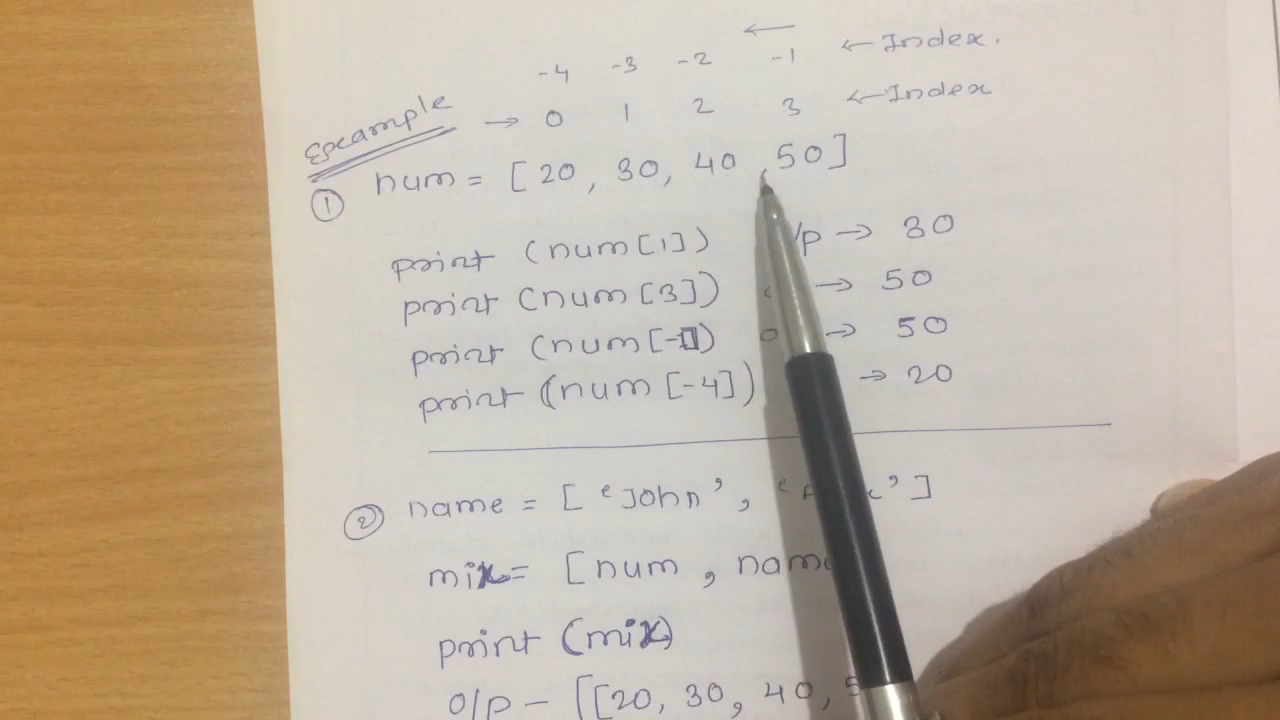 ← 
-4 -3 -2 -1 ← Index.
Example → 0 1 2 3 ← Index
① num = [20, 30, 40, 50]
print (num[1]) /p → 30
print (num[3]) → 50
print (num[-1]) o → 50
print ((num[-4]) → 20
② name = ['John', ' ']
mix = [num, name
print (mix)
o/p - [[20, 30, 40, 5